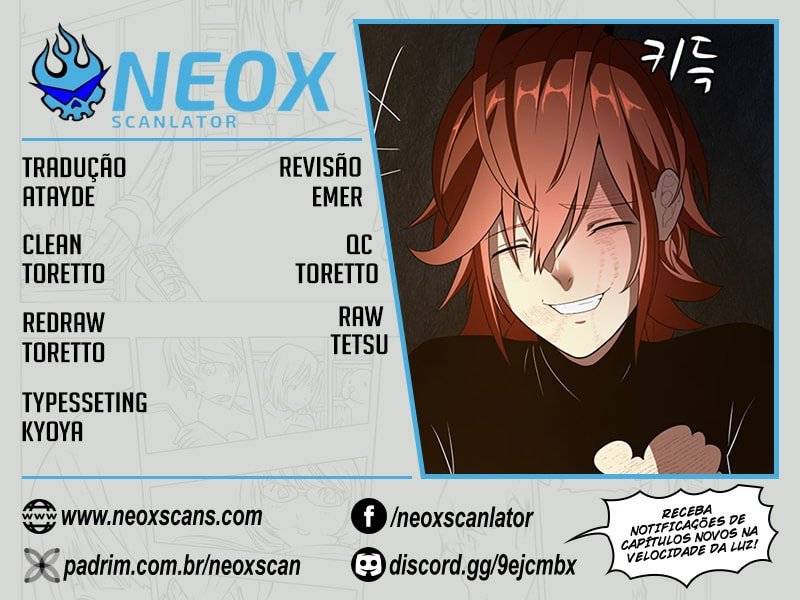 NEOX
SCANLATOR
TRADUÇÃO
ATAYDE
REVISÃO
EMER
CLEAN
TORETTO
QC
TORETTO
REDRAW
TORETTO
RAW
TETSU
TYPESSETING
KYOYA
키득
www.neoxscans.com
/neoxscanlator
padrim.com.br/neoxscan
discord.gg/9ejcmbx
RECEBA
NOTIFICAÇÕES DE
CAPÍTULOS NOVOS NA
VELOCIDADE DA LUZ!